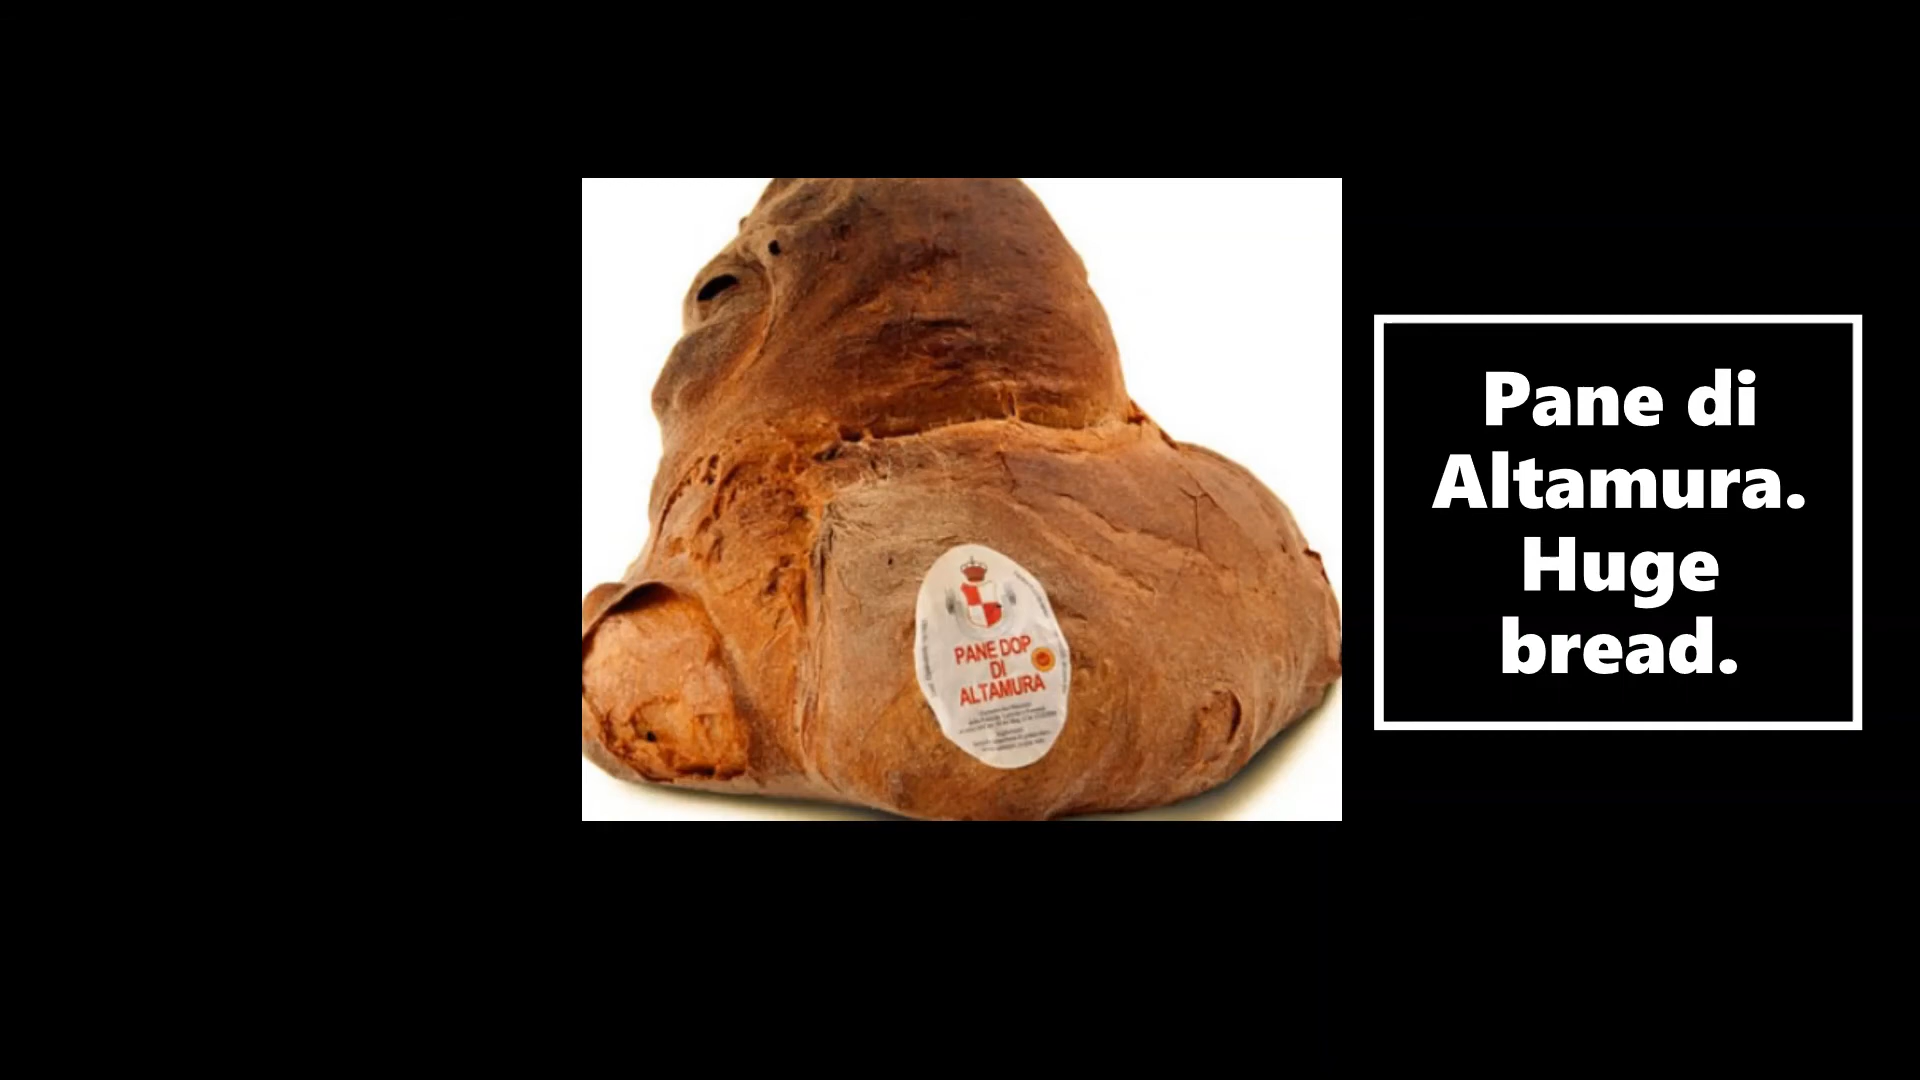 PANE DOP
DI
ALTAMURA
Pane di
Altamura.
Huge
bread.